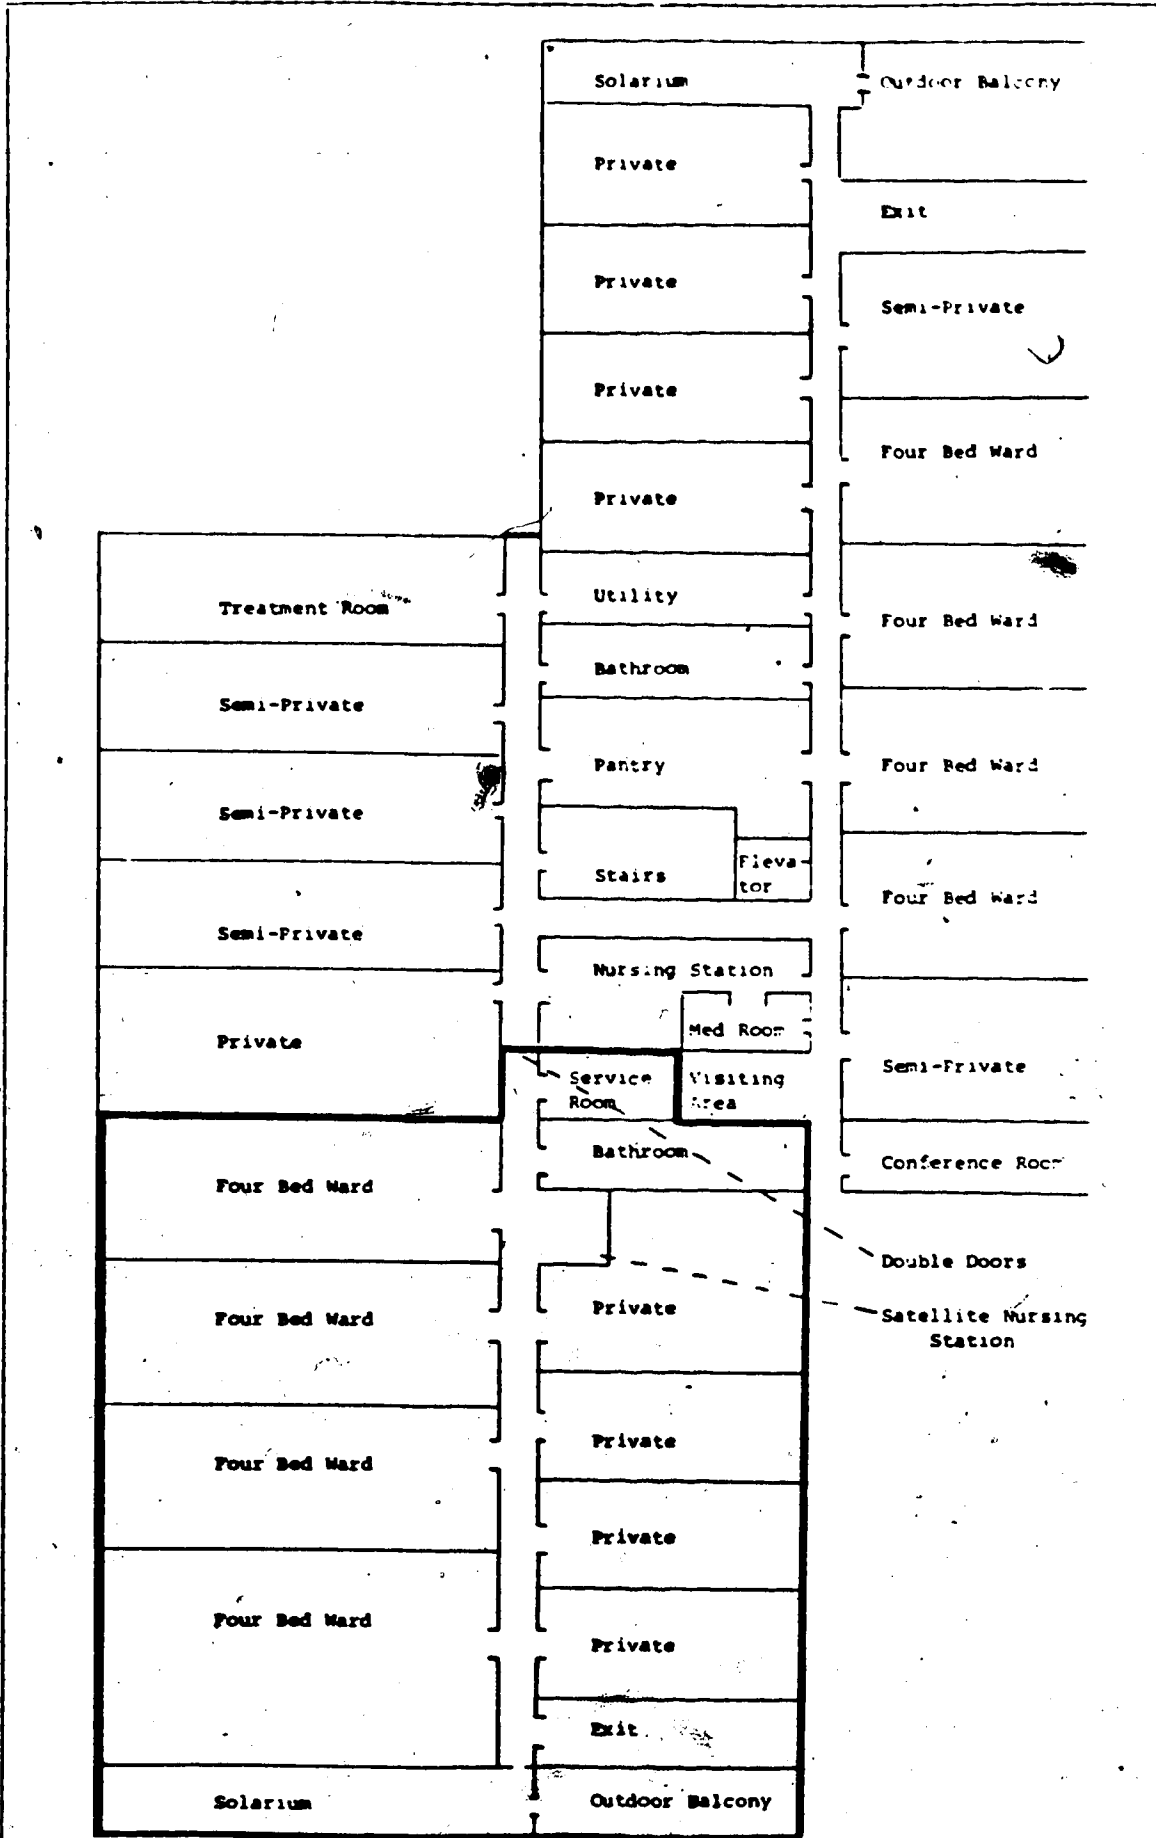 Solarium
Outdoor Balcony
Private
Exit
Private
Semi-Private
Private
Four Bed Ward
Private
Utility
Treatment Room
Four Bed Ward
Bathroom
Semi-Private
Pantry
Four Bed Ward
Semi-Private
Stairs
Eleva-
tor
Four Bed Ward
Semi-Private
Nursing Station
Private
Med Room
Service
Room
Visiting
Area
Semi-Private
Bathroom
Conference Room
Four Bed Ward
Double Doors
Four Bed Ward
Private
Satellite Nursing
Station
Private
Four Bed Ward
Private
Four Bed Ward
Private
Exit
Solarium
Outdoor Balcony